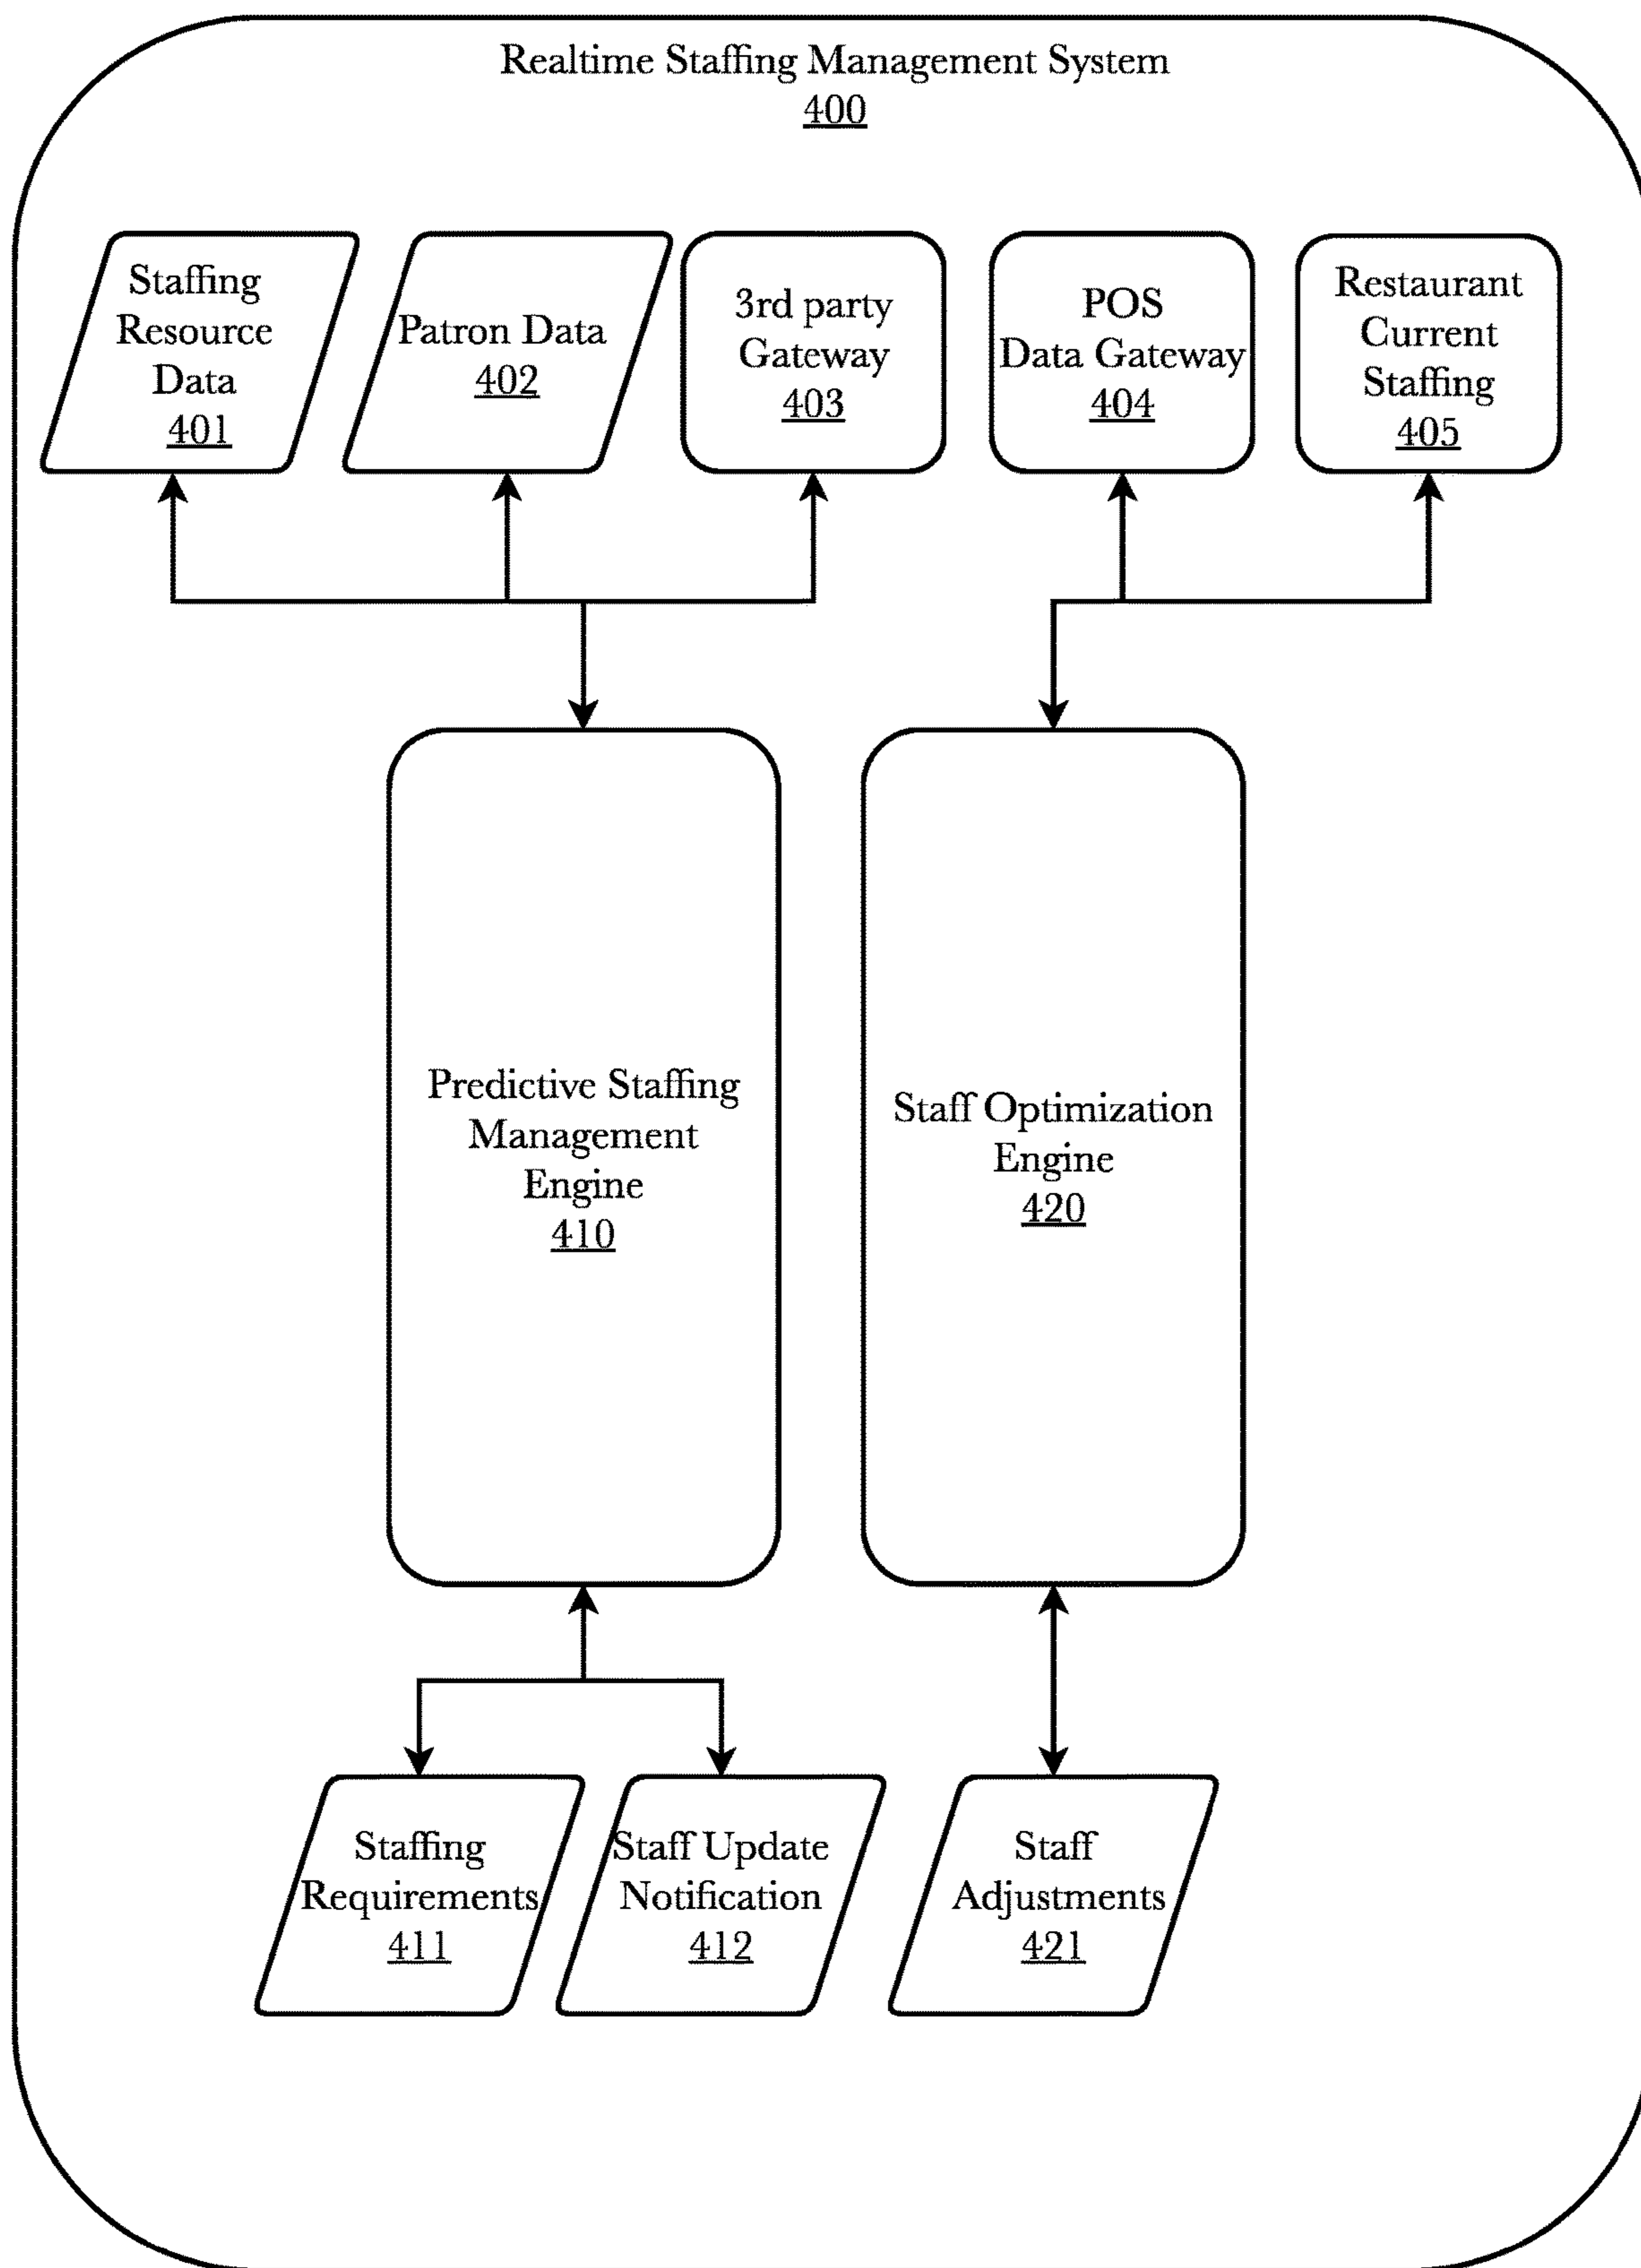 Realtime Staffing Management System
400
Staffing
Resource
Data
401
Patron Data
402
3rd party
Gateway
403
POS
Data Gateway
404
Restaurant
Current
Staffing
405
Predictive Staffing
Management
Engine
410
Staff Optimization
Engine
420
Staffing
Requirements
411
Staff Update
Notification
412
Staff
Adjustments
421